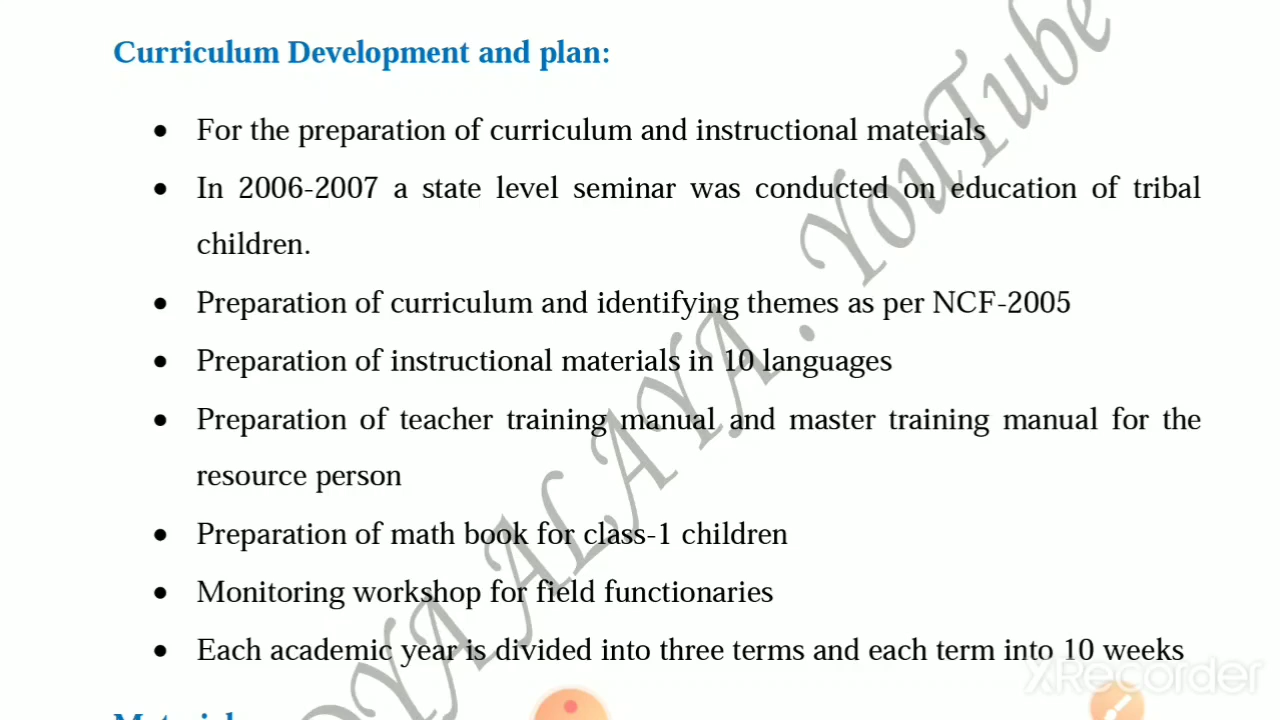 Curriculum Development and plan:
• For the preparation of curriculum and instructional materials
• In 2006-2007 a state level seminar was conducted on education of tribal
children.
• Preparation of curriculum and identifying themes as per NCF-2005
• Preparation of instructional materials in 10 languages
• Preparation of teacher training manual and master training manual for the
resource person
• Preparation of math book for class-1 children
• Monitoring workshop for field functionaries
• Each academic year is divided into three terms and each term into 10 weeks
ALAYA . YouTube
XRecorder